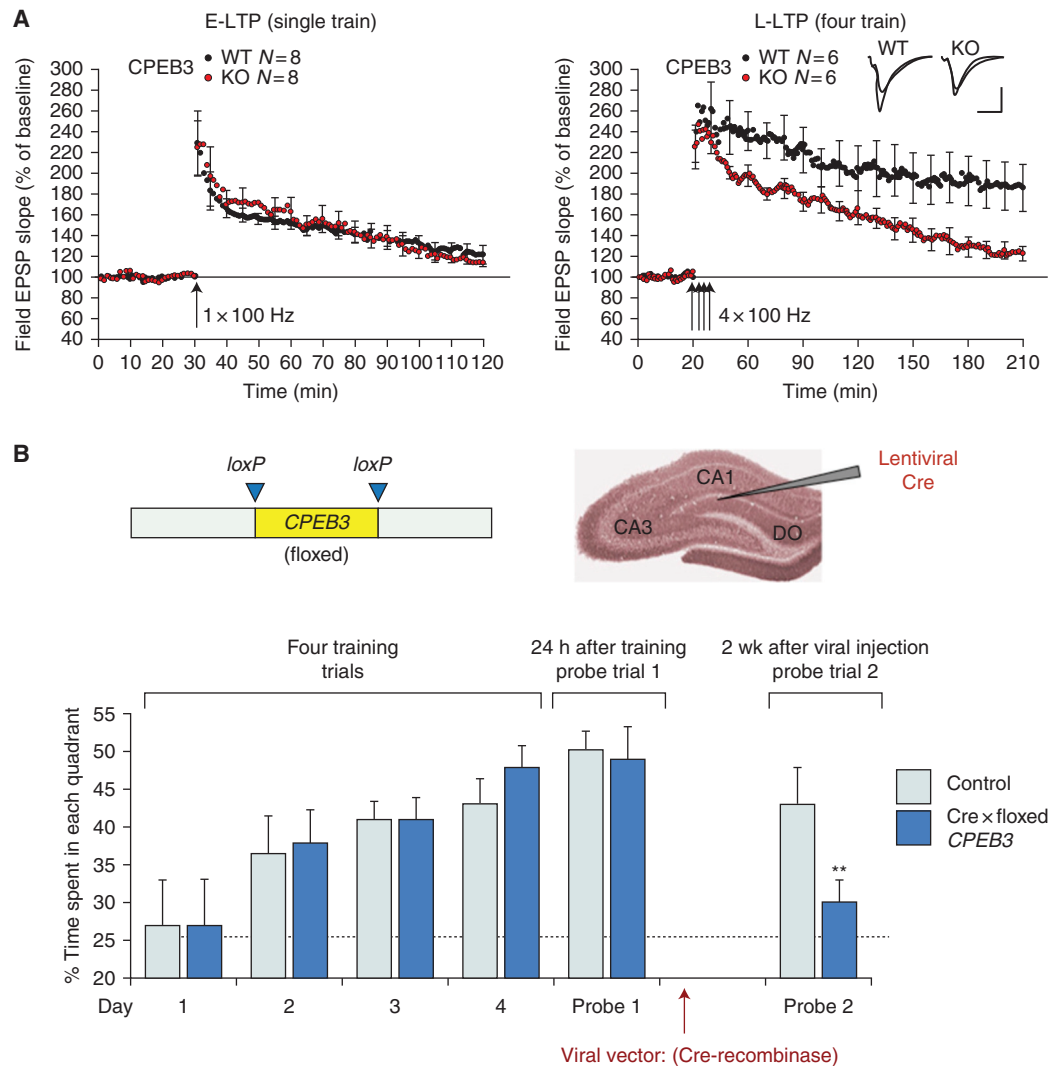 A
E-LTP (single train)
CPEB3
WT N=8
KO N=8
Field EPSP slope (% of baseline)
300
280
260
240
220
200
180
160
140
120
100
80
60
40
1×100 Hz
0 10 20 30 40 50 60 70 80 90 100 110 120
Time (min)
L-LTP (four train)
CPEB3
WT N=6
KO N=6
WT KO
Field EPSP slope (% of baseline)
300
280
260
240
220
200
180
160
140
120
100
80
60
40
4×100 Hz
0 30 20 60 90 120 150 180 210
Time (min)
B
loxP loxP
CPEB3
(floxed)
CA1
CA3
DO
Lentiviral
Cre
Four training
trials
24 h after training
probe trial 1
2 wk after viral injection
probe trial 2
% Time spent in each quadrant
55
50
45
40
35
30
25
20
**
Control
Cre×floxed
CPEB3
Day 1 2 3 4 Probe 1 Probe 2
Viral vector: (Cre-recombinase)